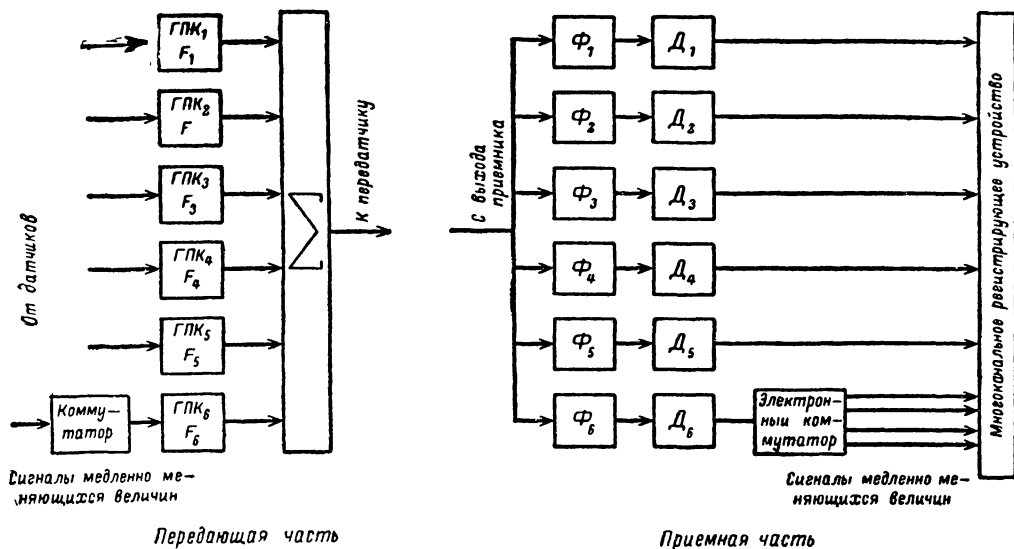 От датчиков
ГПК₁
F₁
ГПК₂
F
ГПК₃
F₃
ГПК₄
F₄
ГПК₅
F₅
Комму-
татор
ГПК₆
F₆
Сигналы медленно ме-
няющихся величин
Σ
К передатчику
Передающая часть
С выхода
приемника
Ф₁
Д₁
Ф₂
Д₂
Ф₃
Д₃
Ф₄
Д₄
Ф₅
Д₅
Ф₆
Д₆
Электрон-
ный ком-
мутатор
Сигналы медленно ме-
няющихся величин
Многоканальное регистрирующее устройство
Приемная часть